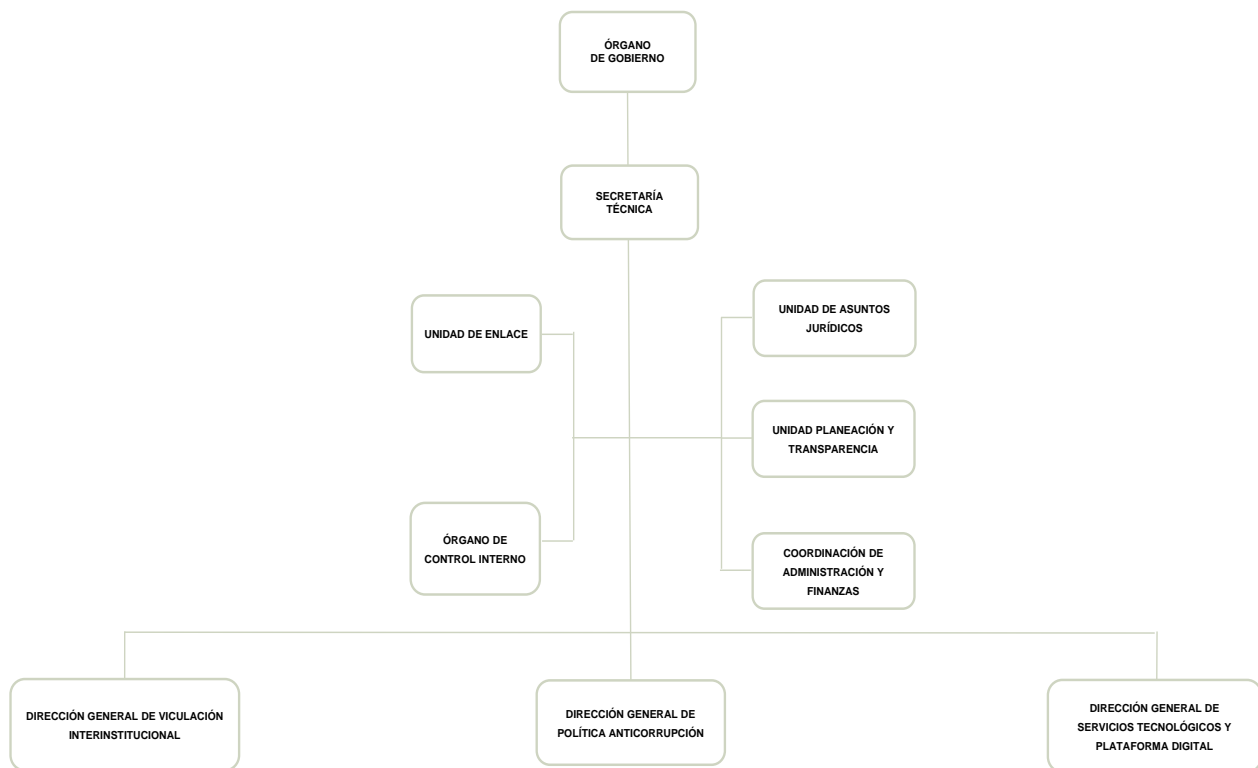 ÓRGANO
DE GOBIERNO
SECRETARÍA
TÉCNICA
UNIDAD DE ENLACE
UNIDAD DE ASUNTOS
JURÍDICOS
UNIDAD PLANEACIÓN Y
TRANSPARENCIA
ÓRGANO DE
CONTROL INTERNO
COORDINACIÓN DE
ADMINISTRACIÓN Y
FINANZAS
DIRECCIÓN GENERAL DE VICULACIÓN
INTERINSTITUCIONAL
DIRECCIÓN GENERAL DE
POLÍTICA ANTICORRUPCIÓN
DIRECCIÓN GENERAL DE
SERVICIOS TECNOLÓGICOS Y
PLATAFORMA DIGITAL